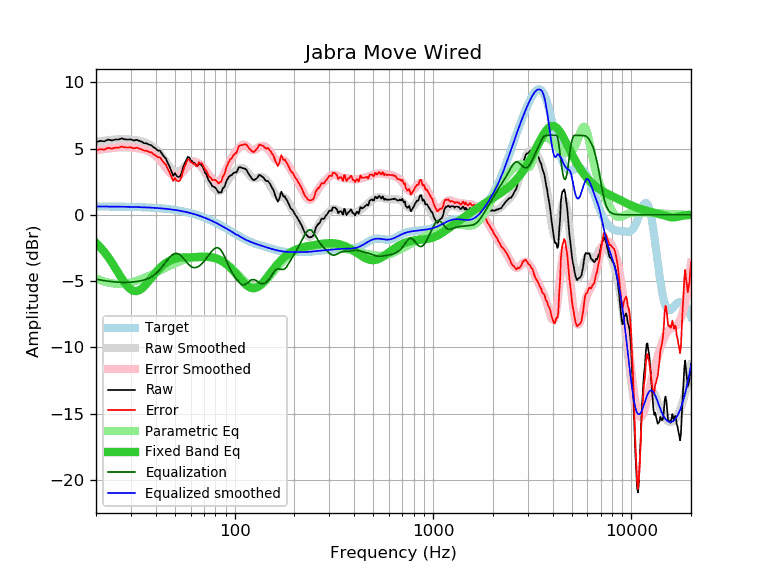 Jabra Move Wired
10
5
0
−5
−10
−15
−20
Amplitude (dBr)
Target
Raw Smoothed
Error Smoothed
Raw
Error
Parametric Eq
Fixed Band Eq
Equalization
Equalized smoothed
100
1000
10000
Frequency (Hz)